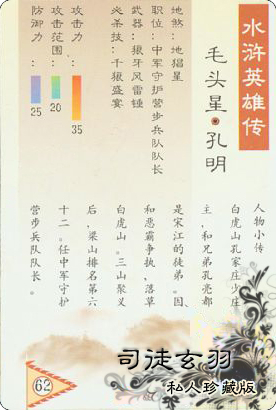 水浒英雄传
毛头星·孔明
地煞：地猖星
职位：中军守护营步兵队队长
武器：狼牙风雷锤
必杀技：千狼盛宴
攻击力：
35
攻击范围：
20
防御力：
25
人物小传
白虎山孔家庄少庄
主，和兄弟孔亮都
是宋江的徒弟。因
和恶霸争执，落草
白虎山。三山聚义
后，梁山排名第六
十二。任中军守护
营步兵队队长。
62
司徒玄羽
私人珍藏版